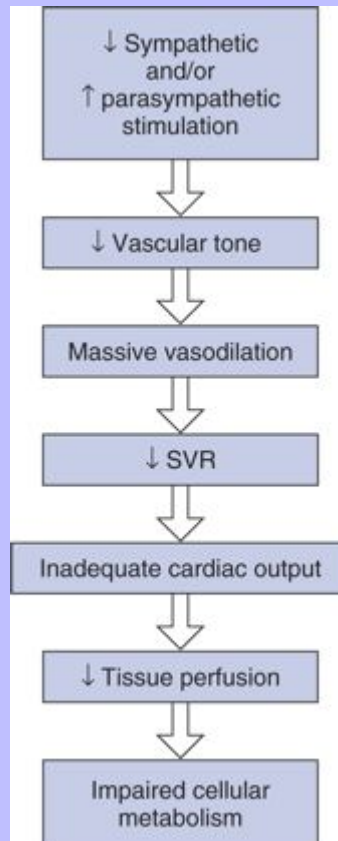 ↓ Sympathetic
and/or
↑ parasympathetic
stimulation
↓ Vascular tone
Massive vasodilation
↓ SVR
Inadequate cardiac output
↓ Tissue perfusion
Impaired cellular
metabolism